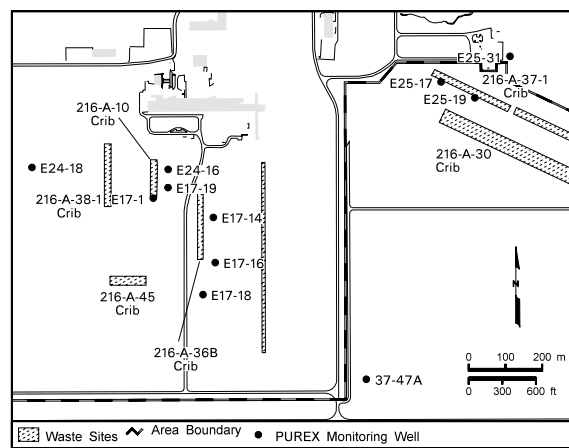 E25-31
216-A-37-1
Crib
E25-17
E25-19
216-A-10
Crib
216-A-30
Crib
E24-18
E24-16
E17-19
216-A-38-1
Crib
E17-1
E17-14
E17-16
E17-18
216-A-45
Crib
216-A-36B
Crib
N
37-47A
0 100 200 m
0 300 600 ft
Waste Sites
Area Boundary
PUREX Monitoring Well